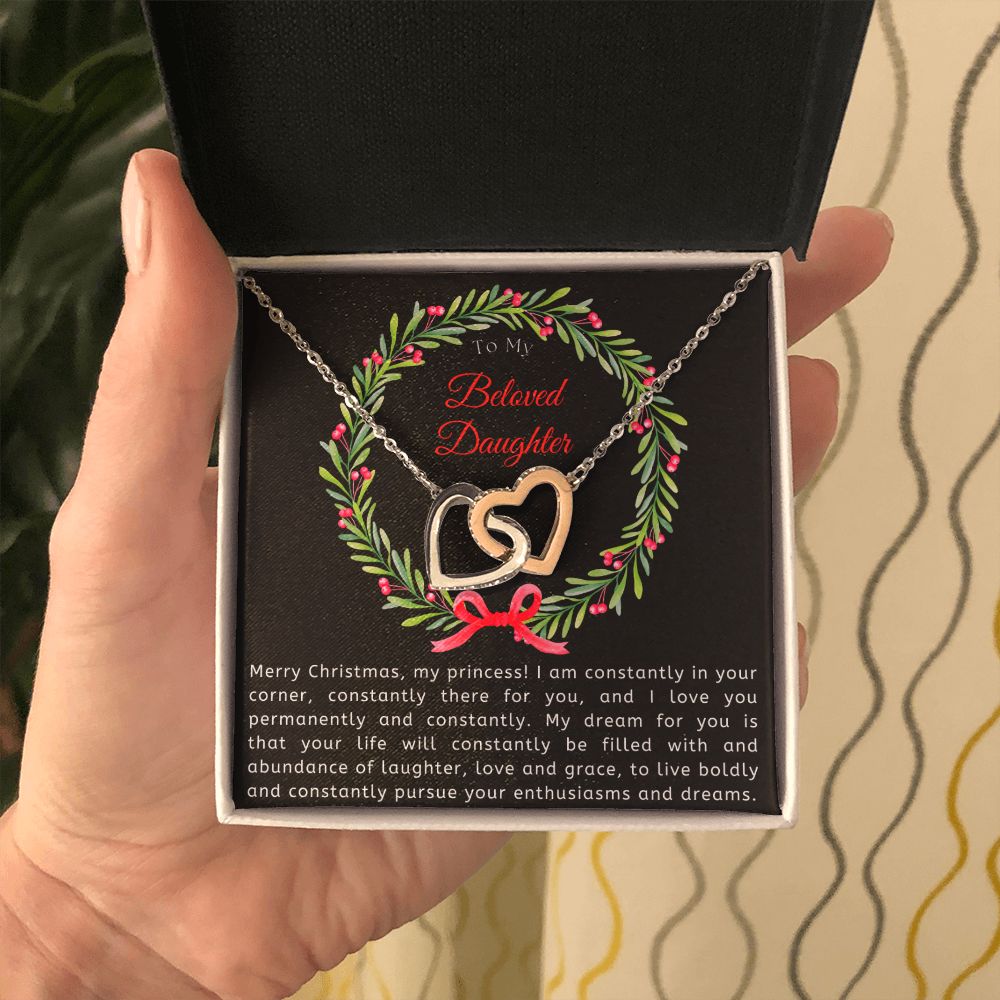 To My
Beloved
Daughter
Merry Christmas, my princess! I am constantly in your
corner, constantly there for you, and I love you
permanently and constantly. My dream for you is
that your life will constantly be filled with and
abundance of laughter, love and grace, to live boldly
and constantly pursue your enthusiasms and dreams.